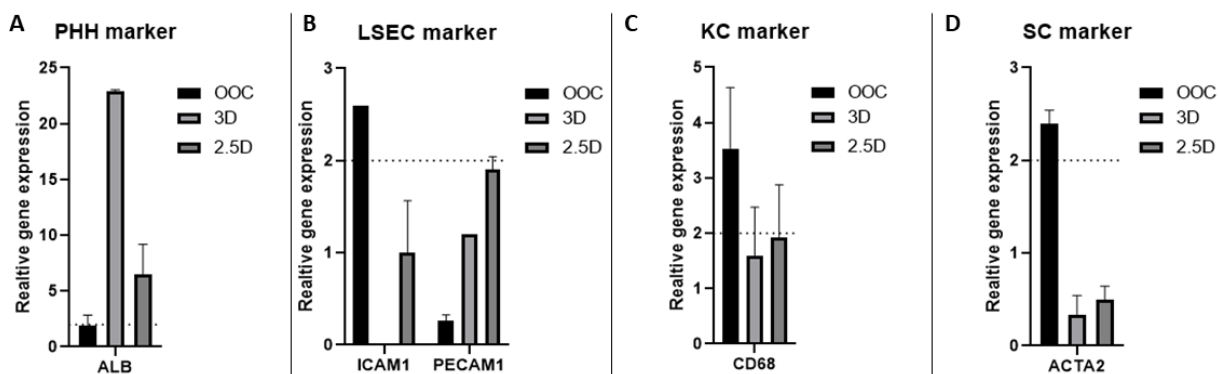 A PHH marker
Realtive gene expression
25
20
15
10
5
0
ALB
OOC
3D
2.5D
B LSEC marker
Realtive gene expression
3
2
1
0
ICAM1 PECAM1
OOC
3D
2.5D
C KC marker
Realtive gene expression
5
4
3
2
1
0
CD68
OOC
3D
2.5D
D SC marker
Realtive gene expression
3
2
1
0
ACTA2
OOC
3D
2.5D